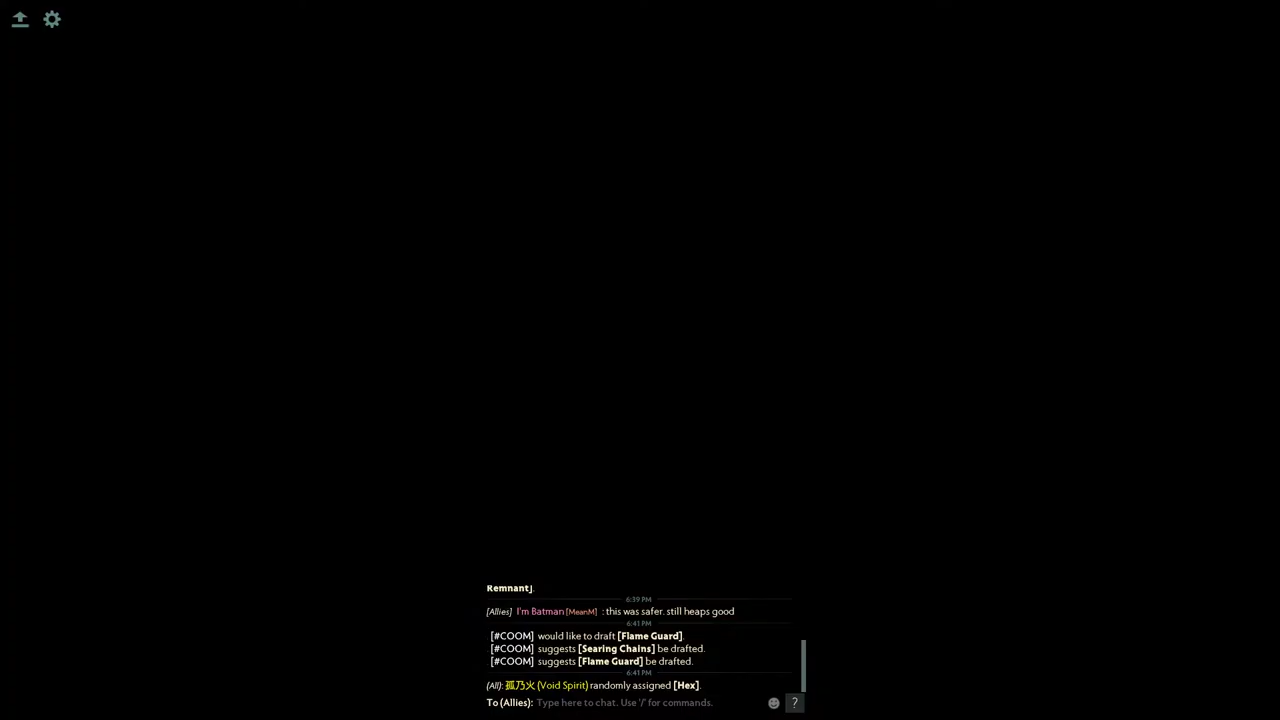 Remnant].
6:39 PM
[Allies] I'm Batman [MeanM] : this was safer. still heaps good
6:41 PM
[#COOM] would like to draft [Flame Guard].
[#COOM] suggests [Searing Chains] be drafted.
[#COOM] suggests [Flame Guard] be drafted.
6:41 PM
(All): 孤乃火 (Void Spirit) randomly assigned [Hex].
To (Allies): Type here to chat. Use '/' for commands.
?